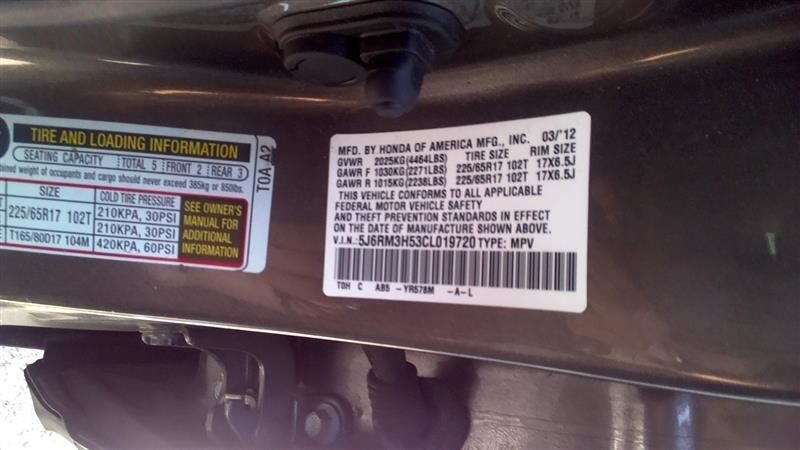 TIRE AND LOADING INFORMATION
SEATING CAPACITY TOTAL 5 FRONT 2 REAR 3
weight of occupants and cargo should never exceed 385kg or 850lbs.
SIZE COLD TIRE PRESSURE
225/65R17 102T 210KPA, 30PSI
210KPA, 30PSI
T165/80D17 104M 420KPA, 60PSI
SEE OWNER'S
MANUAL FOR
ADDITIONAL
INFORMATION
T0A A2
MFD. BY HONDA OF AMERICA MFG., INC. 03/'12
GVWR 2025KG(4464LBS) TIRE SIZE RIM SIZE
GAWR F 1030KG(2271LBS) 225/65R17 102T 17X6.5J
GAWR R 1015KG(2238LBS) 225/65R17 102T 17X6.5J
THIS VEHICLE CONFORMS TO ALL APPLICABLE
FEDERAL MOTOR VEHICLE SAFETY
AND THEFT PREVENTION STANDARDS IN EFFECT
ON THE DATE OF MANUFACTURE SHOWN ABOVE.
V.I.N.: 5J6RM3H53CL019720 TYPE: MPV
T0H C AB5 -YR578M -A-L